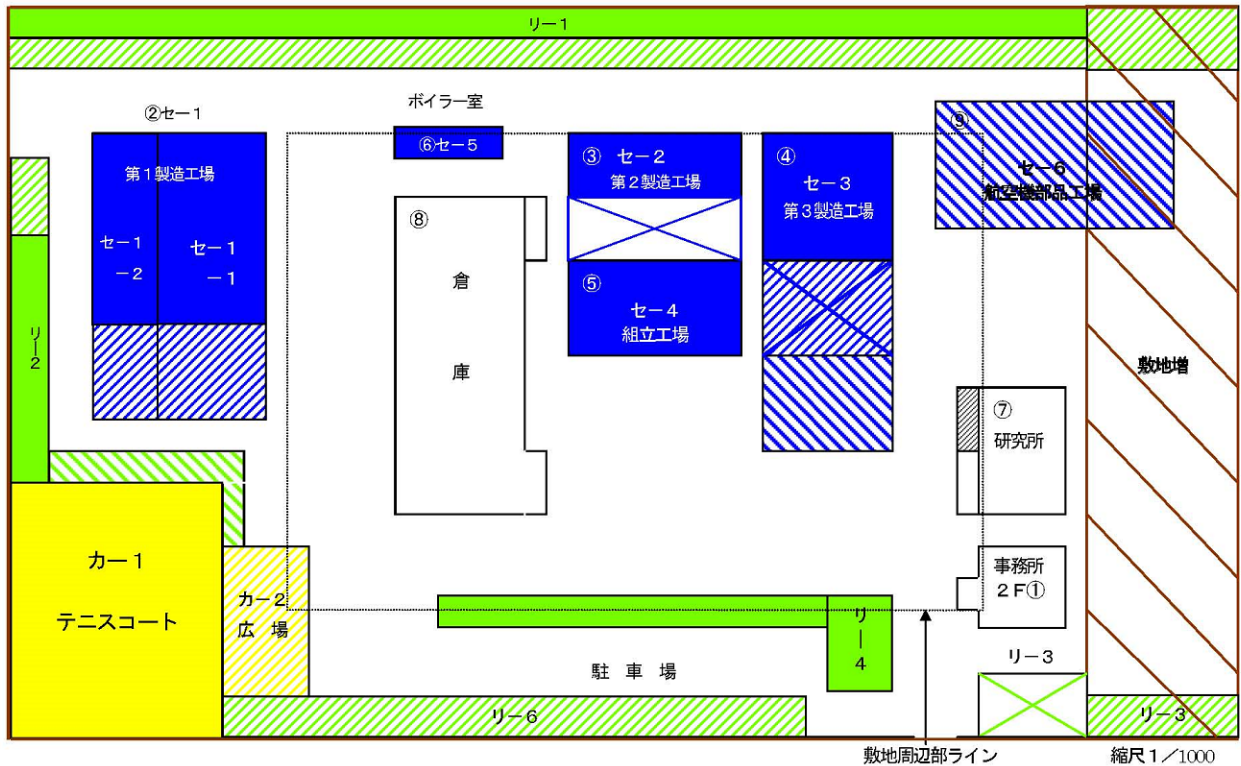 リー1
②セー1
ボイラー室
⑨
⑥セー5
③ セー2
第2製造工場
④
セー3
第3製造工場
第1製造工場
セー6
航空機部品工場
⑧
セー1
－2
セー1
－1
⑤
セー4
組立工場
倉
庫
リー2
敷地増
⑦
研究所
カー1
テニスコート
カー2
広 場
事務所
2F①
リー4
リー3
駐 車 場
リー6
リー3
敷地周辺部ライン
縮尺1／1000